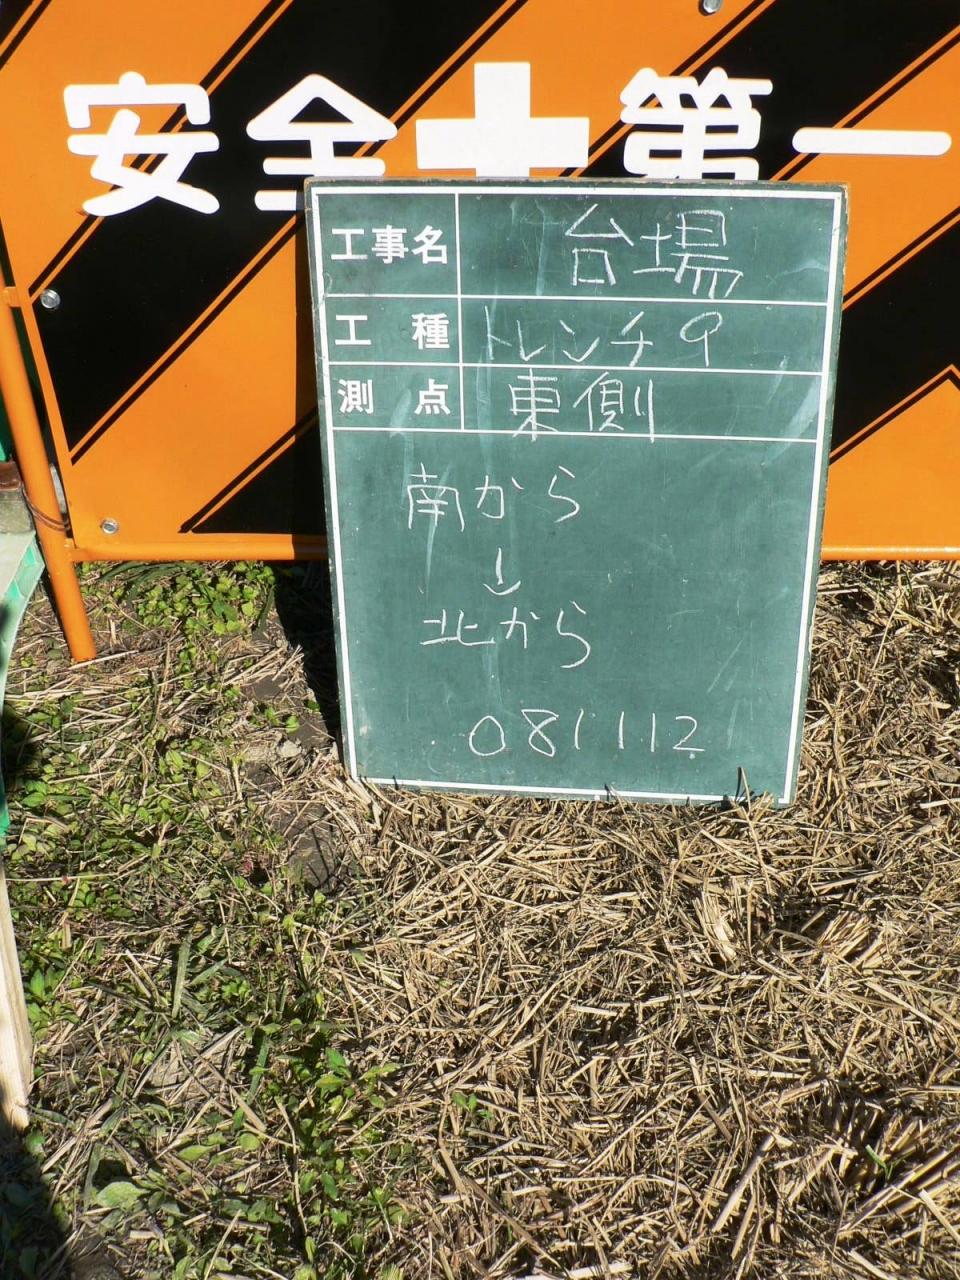 安全✚第一
工事名 台場
工種 トレンチ9
測点 東側
南から
↓
北から
081112